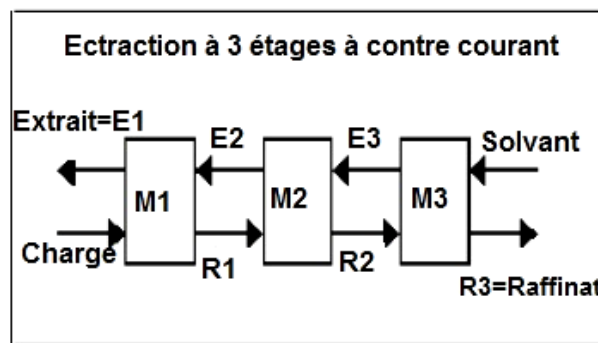 Ectraction à 3 étages à contre courant
Extrait=E1
E2
E3
Solvant
M1
M2
M3
Charge
R1
R2
R3=Raffinat